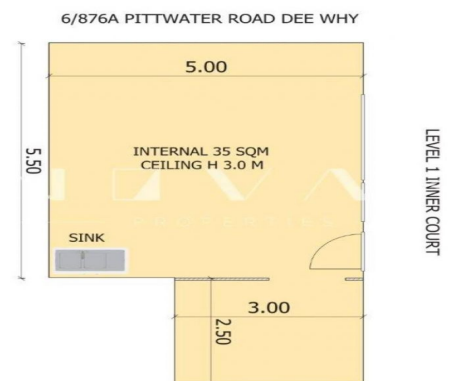 6/876A PITTWATER ROAD DEE WHY
5.00
5.50
INTERNAL 35 SQM
CEILING H 3.0 M
LEVEL 1 INNER COURT
PROPERTIES
SINK
3.00
2.50